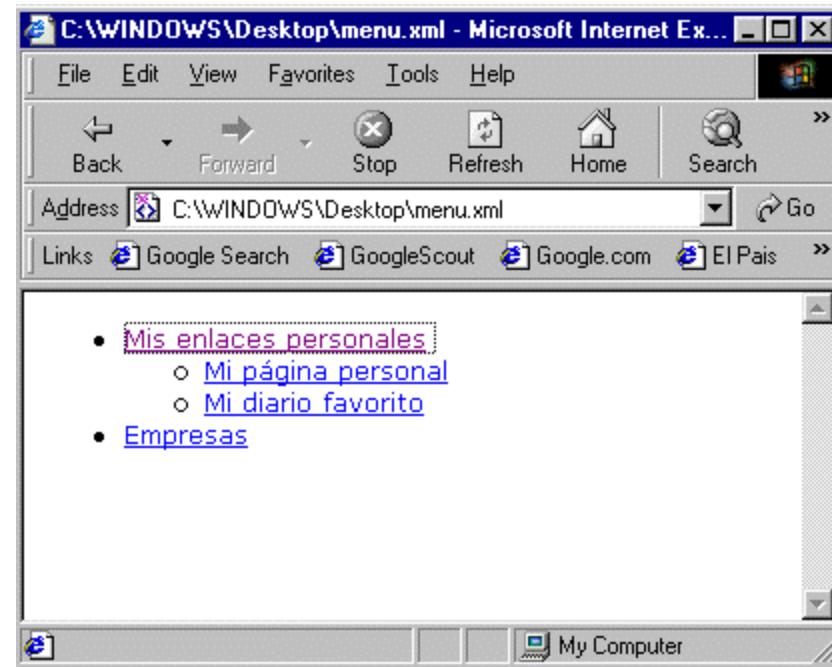 C:\WINDOWS\Desktop\menu.xml - Microsoft Internet Ex...
File Edit View Favorites Tools Help
Back Forward Stop Refresh Home Search »
Address C:\WINDOWS\Desktop\menu.xml Go
Links Google Search GoogleScout Google.com El Pais »
Mis enlaces personales
Mi página personal
Mi diario favorito
Empresas
My Computer